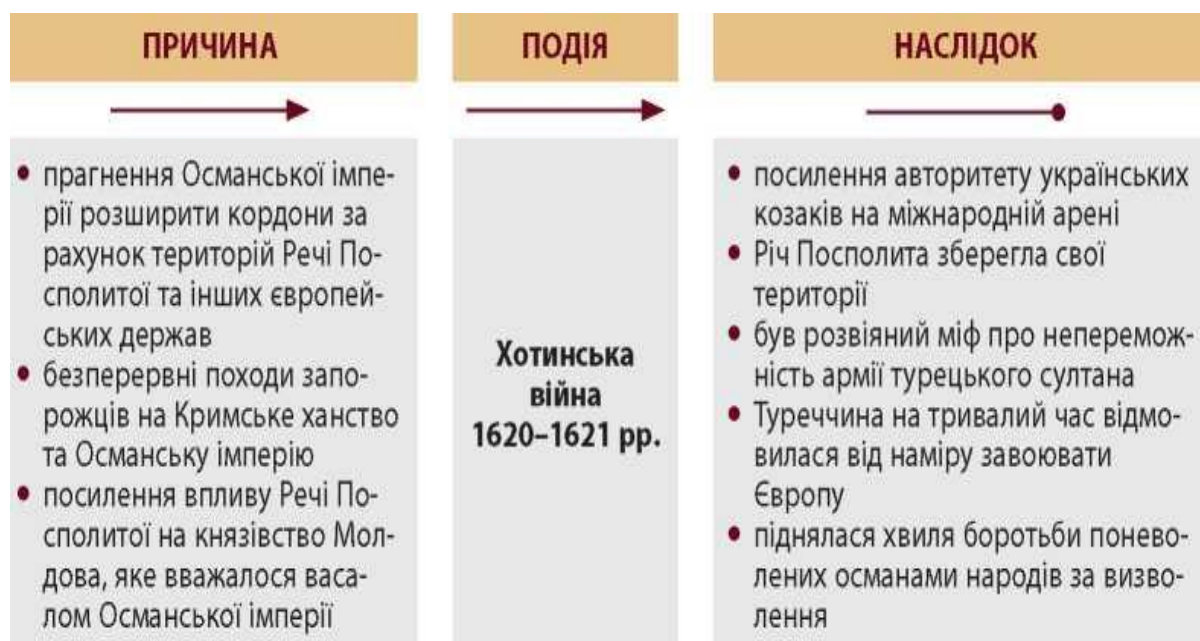 ПРИЧИНА
прагнення Османської імпе-
рії розширити кордони за
рахунок територій Речі По-
сполитої та інших європей-
ських держав
безперервні походи запо-
рожців на Кримське ханство
та Османську імперію
посилення впливу Речі По-
сполитої на князівство Мол-
дова, яке вважалося васа-
лом Османської імперії
ПОДІЯ
Хотинська
війна
1620–1621 рр.
НАСЛІДОК
посилення авторитету українських
козаків на міжнародній арені
Річ Посполита зберегла свої
території
був розвіяний міф про неперемож-
ність армії турецького султана
Туреччина на тривалий час відмо-
вилася від наміру завоювати
Європу
піднялася хвиля боротьби понево-
лених османами народів за визво-
лення